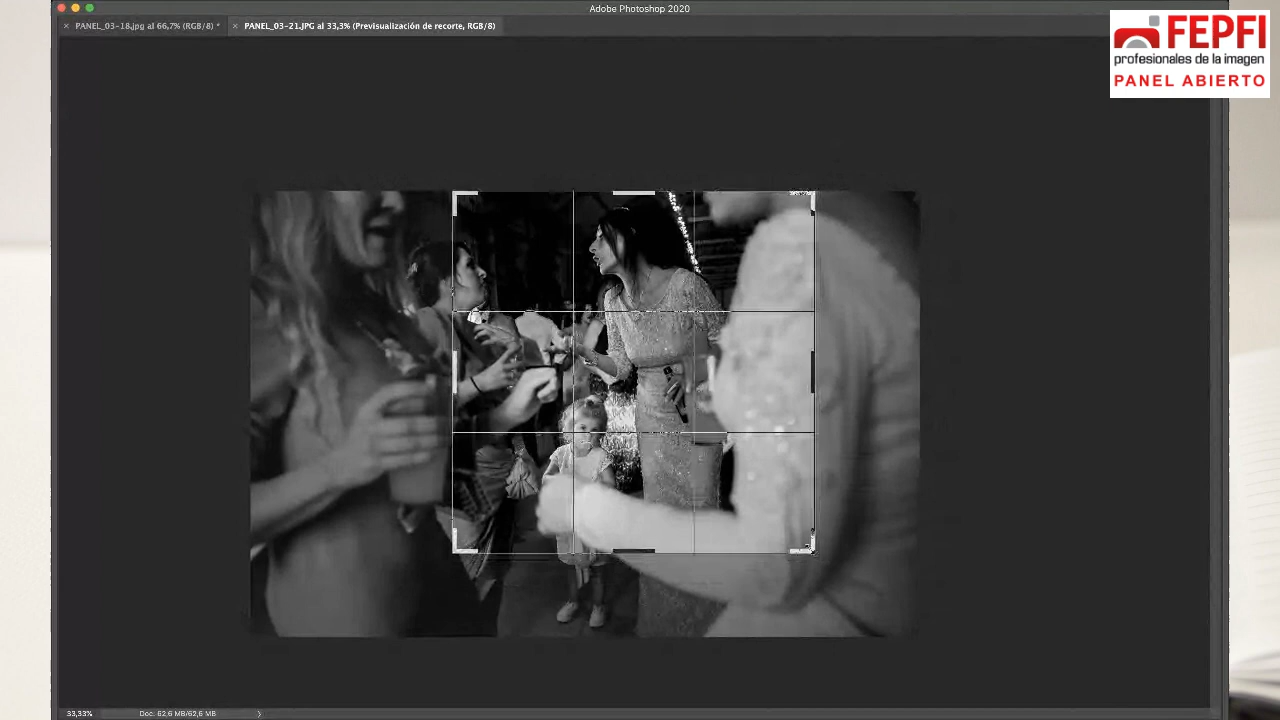 Adobe Photoshop 2020
× PANEL_03-18.jpg al 66,7% (RGB/8) *
× PANEL_03-21.JPG al 33,3% (Previsualización de recorte, RGB/8)
FEPFI
profesionales de la imagen
PANEL ABIERTO
33,33%
Doc: 62,6 MB/62,6 MB